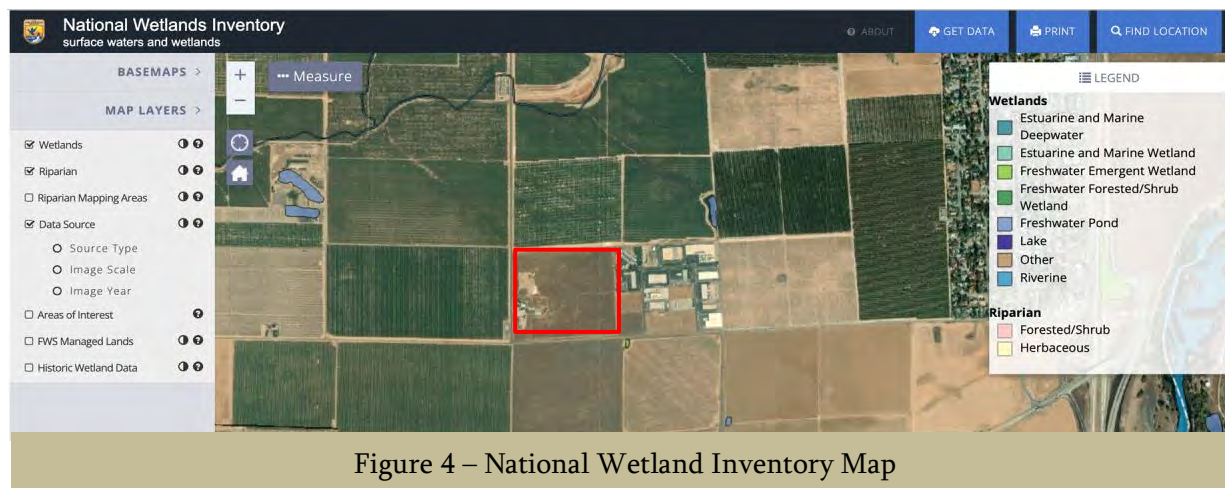 National Wetlands Inventory
surface waters and wetlands
ABOUT
GET DATA
PRINT
FIND LOCATION
BASEMAPS >
MAP LAYERS >
Wetlands
Riparian
Riparian Mapping Areas
Data Source
Source Type
Image Scale
Image Year
Areas of Interest
FWS Managed Lands
Historic Wetland Data
+
−
••• Measure
LEGEND
Wetlands
Estuarine and Marine
Deepwater
Estuarine and Marine Wetland
Freshwater Emergent Wetland
Freshwater Forested/Shrub
Wetland
Freshwater Pond
Lake
Other
Riverine
Riparian
Forested/Shrub
Herbaceous
Figure 4 – National Wetland Inventory Map